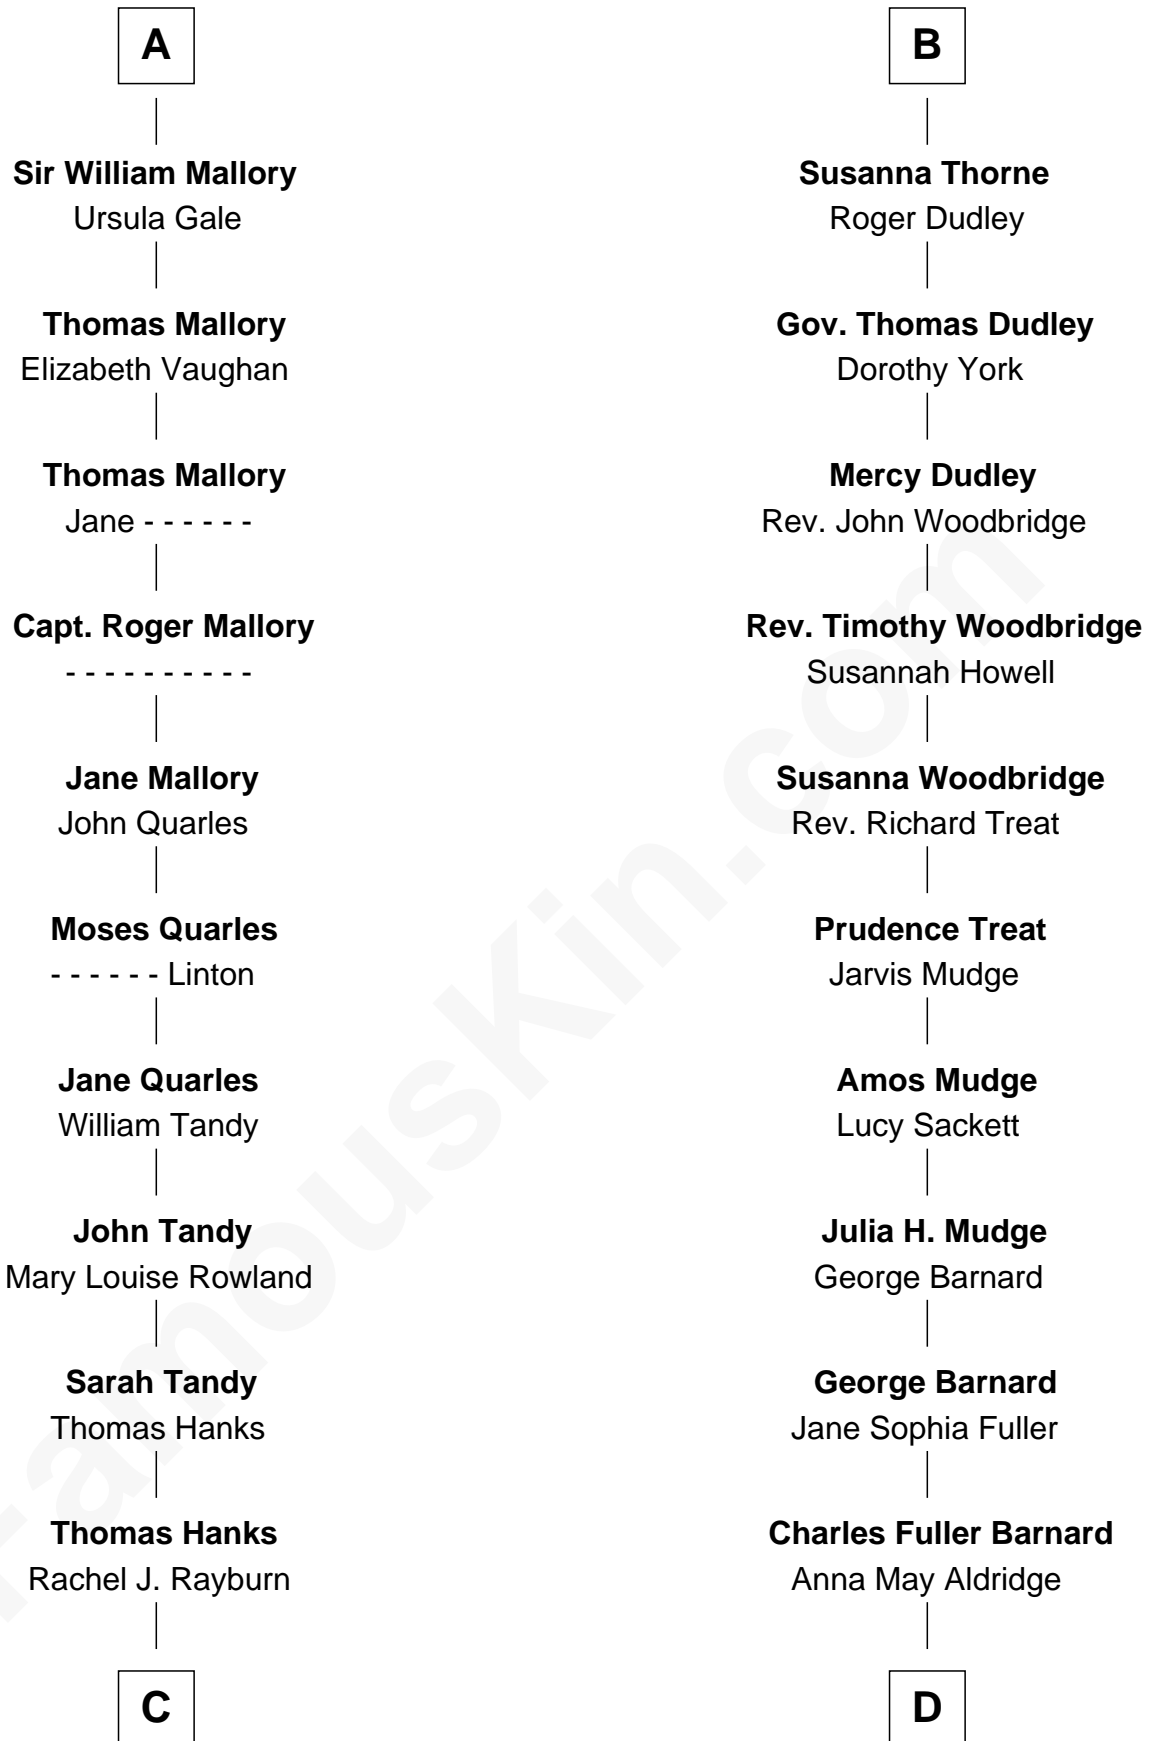 A
Sir William Mallory
Ursula Gale
Thomas Mallory
Elizabeth Vaughan
Thomas Mallory
Jane - - - - - -
Capt. Roger Mallory
- - - - - - - - - -
Jane Mallory
John Quarles
Moses Quarles
- - - - - - Linton
Jane Quarles
William Tandy
John Tandy
Mary Louise Rowland
Sarah Tandy
Thomas Hanks
Thomas Hanks
Rachel J. Rayburn
C
B
Susanna Thorne
Roger Dudley
Gov. Thomas Dudley
Dorothy York
Mercy Dudley
Rev. John Woodbridge
Rev. Timothy Woodbridge
Susannah Howell
Susanna Woodbridge
Rev. Richard Treat
Prudence Treat
Jarvis Mudge
Amos Mudge
Lucy Sackett
Julia H. Mudge
George Barnard
George Barnard
Jane Sophia Fuller
Charles Fuller Barnard
Anna May Aldridge
D
FamousKin.com